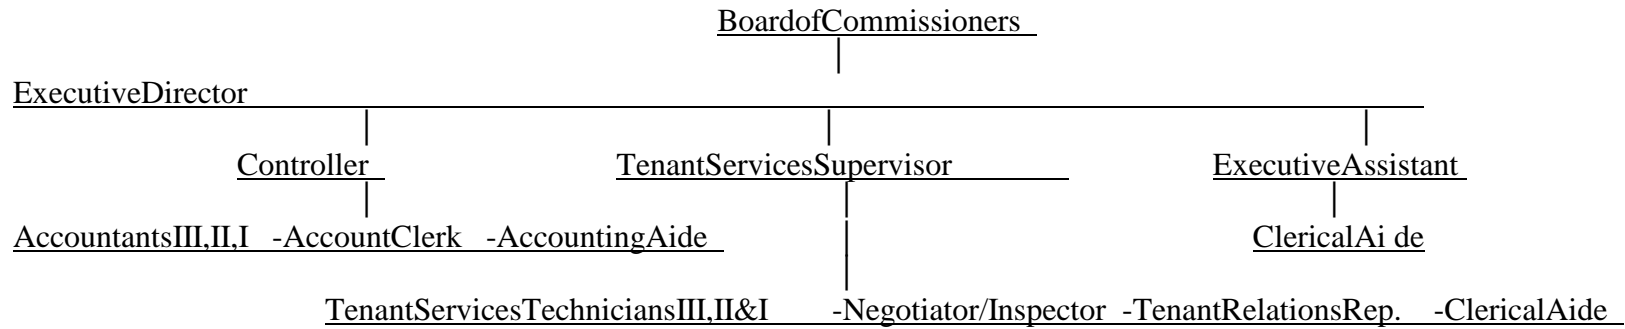 BoardofCommissioners
ExecutiveDirector
Controller TenantServicesSupervisor ExecutiveAssistant
AccountantsIII,II,I -AccountClerk -AccountingAide ClericalAi de
TenantServicesTechniciansIII,II&I -Negotiator/Inspector -TenantRelationsRep. -ClericalAide